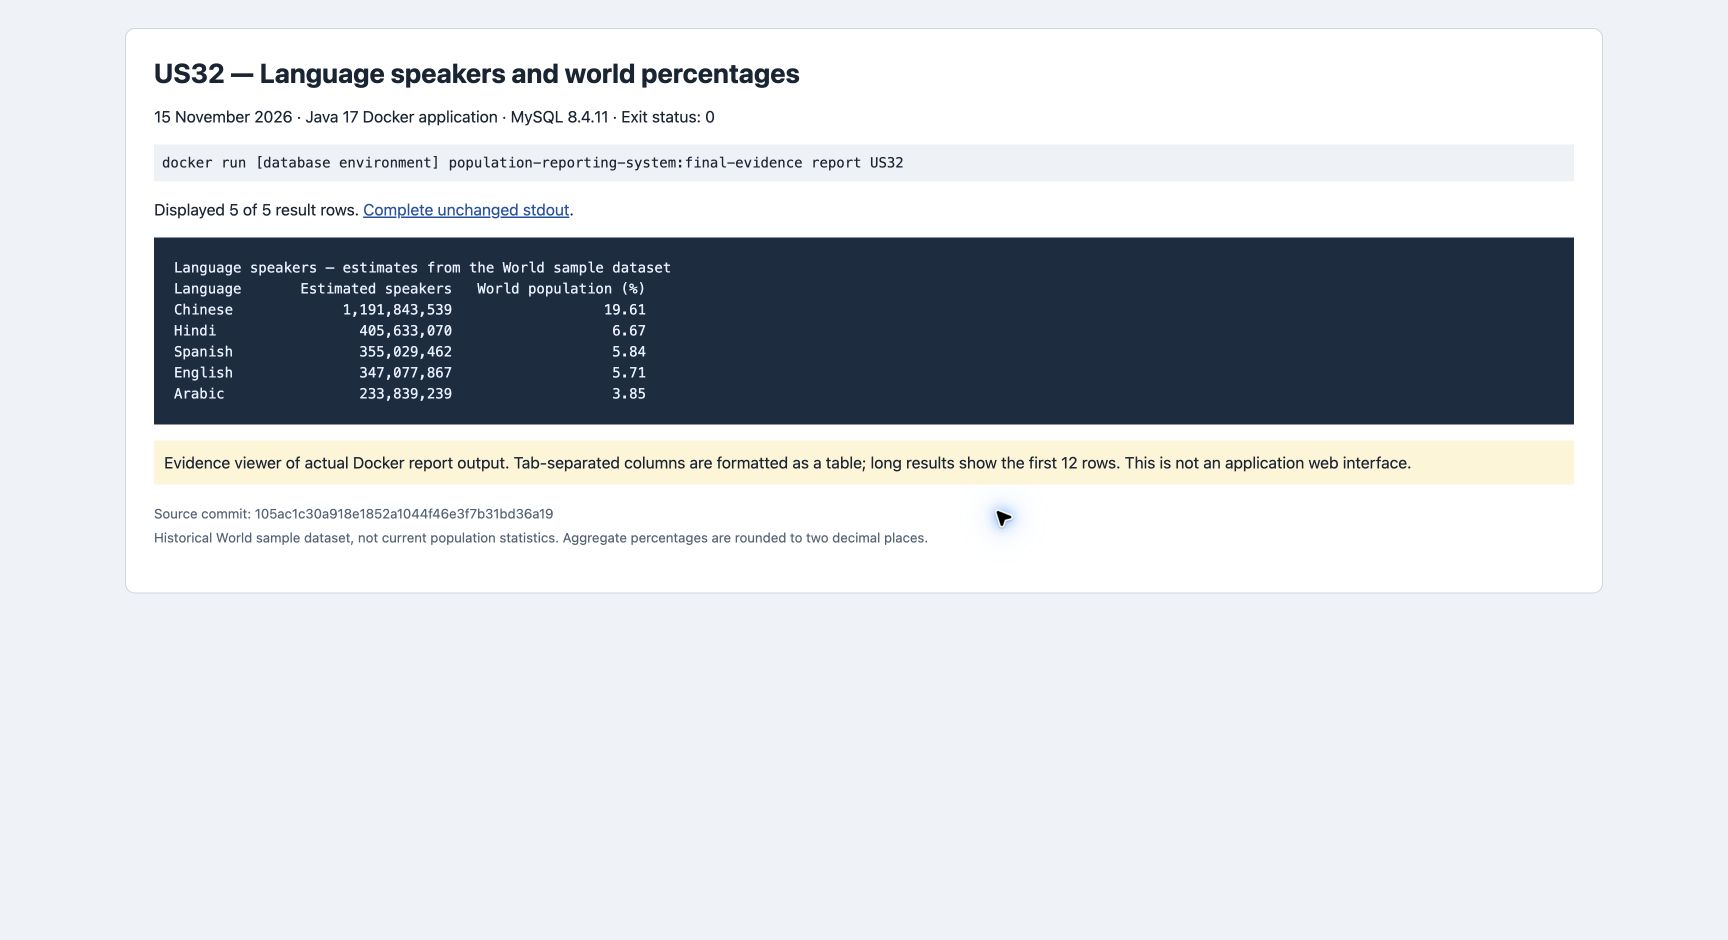 US32 — Language speakers and world percentages
15 November 2026 · Java 17 Docker application · MySQL 8.4.11 · Exit status: 0
docker run [database environment] population-reporting-system:final-evidence report US32
Displayed 5 of 5 result rows. Complete unchanged stdout.
Language speakers — estimates from the World sample dataset
Language Estimated speakers World population (%)
Chinese 1,191,843,539 19.61
Hindi 405,633,070 6.67
Spanish 355,029,462 5.84
English 347,077,867 5.71
Arabic 233,839,239 3.85
Evidence viewer of actual Docker report output. Tab-separated columns are formatted as a table; long results show the first 12 rows. This is not an application web interface.
Source commit: 105ac1c30a918e1852a1044f46e3f7b31bd36a19
Historical World sample dataset, not current population statistics. Aggregate percentages are rounded to two decimal places.